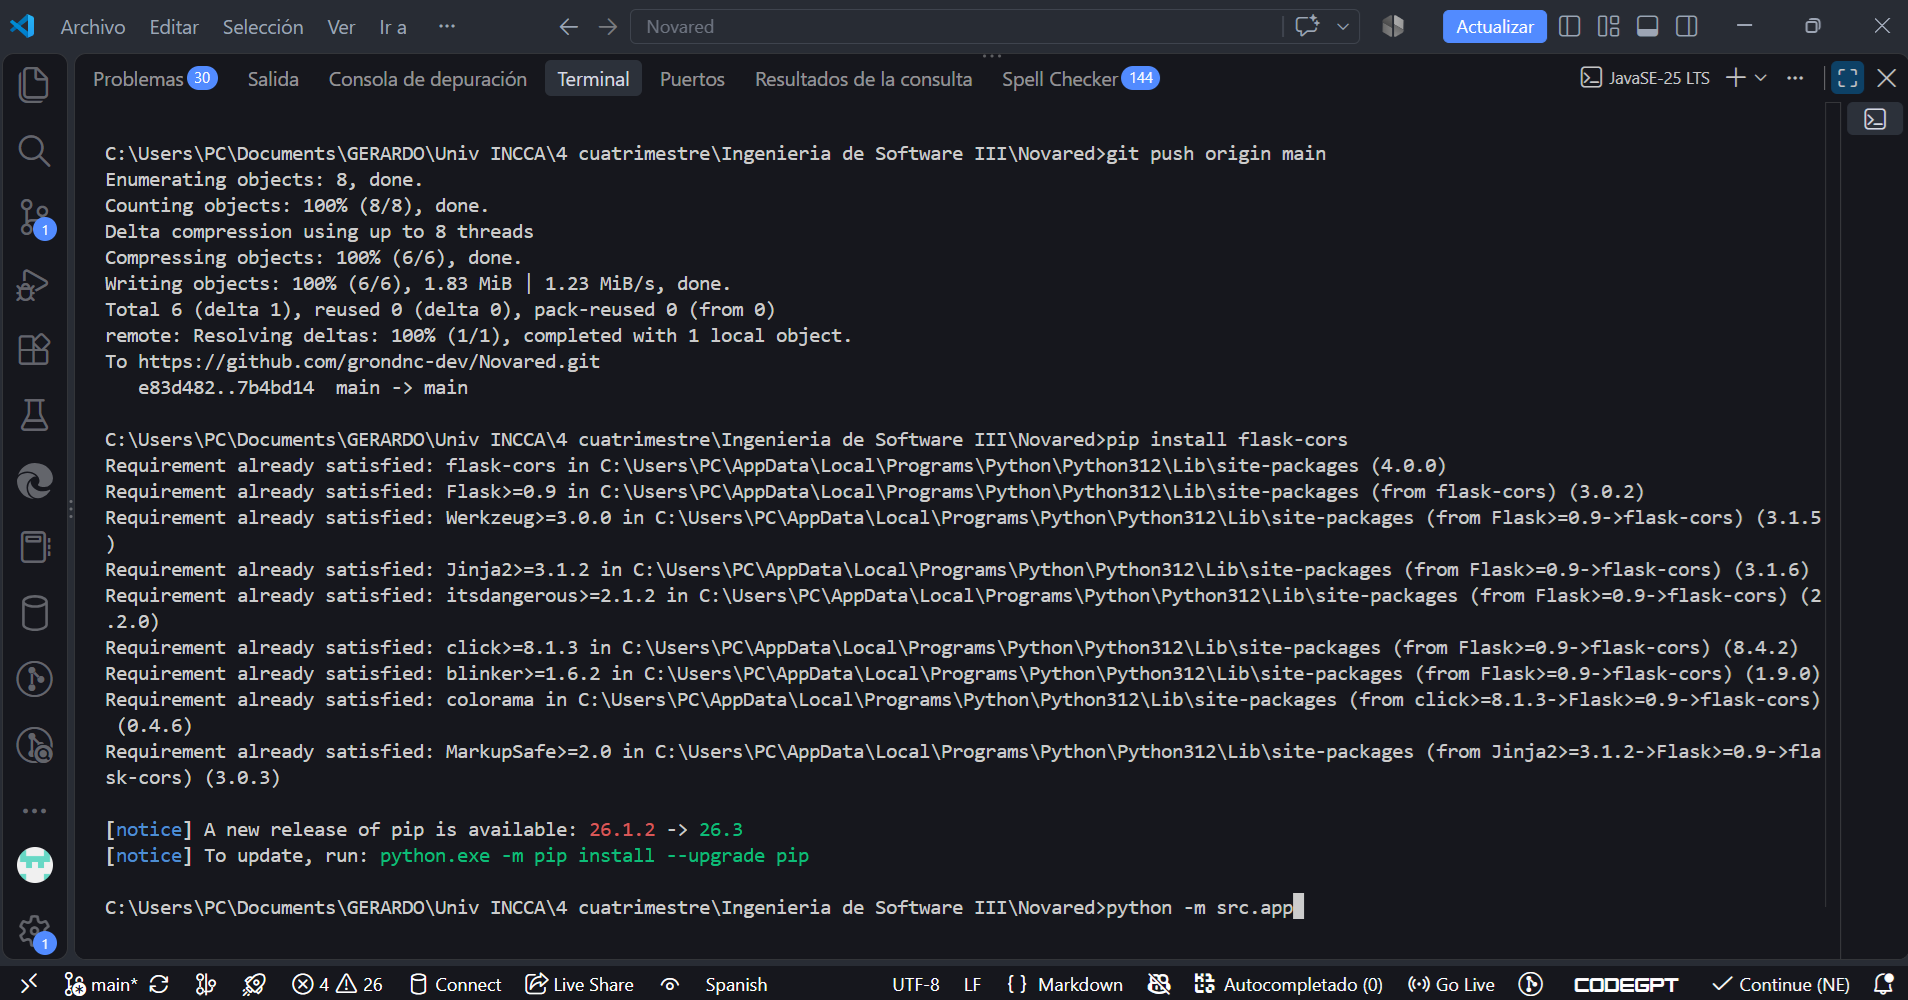 Archivo Editar Selección Ver Ir a ··· Novared Actualizar
Problemas 30 Salida Consola de depuración Terminal Puertos Resultados de la consulta Spell Checker 144 JavaSE-25 LTS
C:\Users\PC\Documents\GERARDO\Univ INCCA\4 cuatrimestre\Ingenieria de Software III\Novared>git push origin main
Enumerating objects: 8, done.
Counting objects: 100% (8/8), done.
Delta compression using up to 8 threads
Compressing objects: 100% (6/6), done.
Writing objects: 100% (6/6), 1.83 MiB | 1.23 MiB/s, done.
Total 6 (delta 1), reused 0 (delta 0), pack-reused 0 (from 0)
remote: Resolving deltas: 100% (1/1), completed with 1 local object.
To https://github.com/grondnc-dev/Novared.git
   e83d482..7b4bd14  main -> main
C:\Users\PC\Documents\GERARDO\Univ INCCA\4 cuatrimestre\Ingenieria de Software III\Novared>pip install flask-cors
Requirement already satisfied: flask-cors in C:\Users\PC\AppData\Local\Programs\Python\Python312\Lib\site-packages (4.0.0)
Requirement already satisfied: Flask>=0.9 in C:\Users\PC\AppData\Local\Programs\Python\Python312\Lib\site-packages (from flask-cors) (3.0.2)
Requirement already satisfied: Werkzeug>=3.0.0 in C:\Users\PC\AppData\Local\Programs\Python\Python312\Lib\site-packages (from Flask>=0.9->flask-cors) (3.1.5
)
Requirement already satisfied: Jinja2>=3.1.2 in C:\Users\PC\AppData\Local\Programs\Python\Python312\Lib\site-packages (from Flask>=0.9->flask-cors) (3.1.6)
Requirement already satisfied: itsdangerous>=2.1.2 in C:\Users\PC\AppData\Local\Programs\Python\Python312\Lib\site-packages (from Flask>=0.9->flask-cors) (2
.2.0)
Requirement already satisfied: click>=8.1.3 in C:\Users\PC\AppData\Local\Programs\Python\Python312\Lib\site-packages (from Flask>=0.9->flask-cors) (8.4.2)
Requirement already satisfied: blinker>=1.6.2 in C:\Users\PC\AppData\Local\Programs\Python\Python312\Lib\site-packages (from Flask>=0.9->flask-cors) (1.9.0)
Requirement already satisfied: colorama in C:\Users\PC\AppData\Local\Programs\Python\Python312\Lib\site-packages (from click>=8.1.3->Flask>=0.9->flask-cors)
 (0.4.6)
Requirement already satisfied: MarkupSafe>=2.0 in C:\Users\PC\AppData\Local\Programs\Python\Python312\Lib\site-packages (from Jinja2>=3.1.2->Flask>=0.9->fla
sk-cors) (3.0.3)
[notice] A new release of pip is available: 26.1.2 -> 26.3
[notice] To update, run: python.exe -m pip install --upgrade pip
C:\Users\PC\Documents\GERARDO\Univ INCCA\4 cuatrimestre\Ingenieria de Software III\Novared>python -m src.app
1
1
main* 4 26 Connect Live Share Spanish UTF-8 LF { } Markdown Autocompletado (0) Go Live CODEGPT Continue (NE)